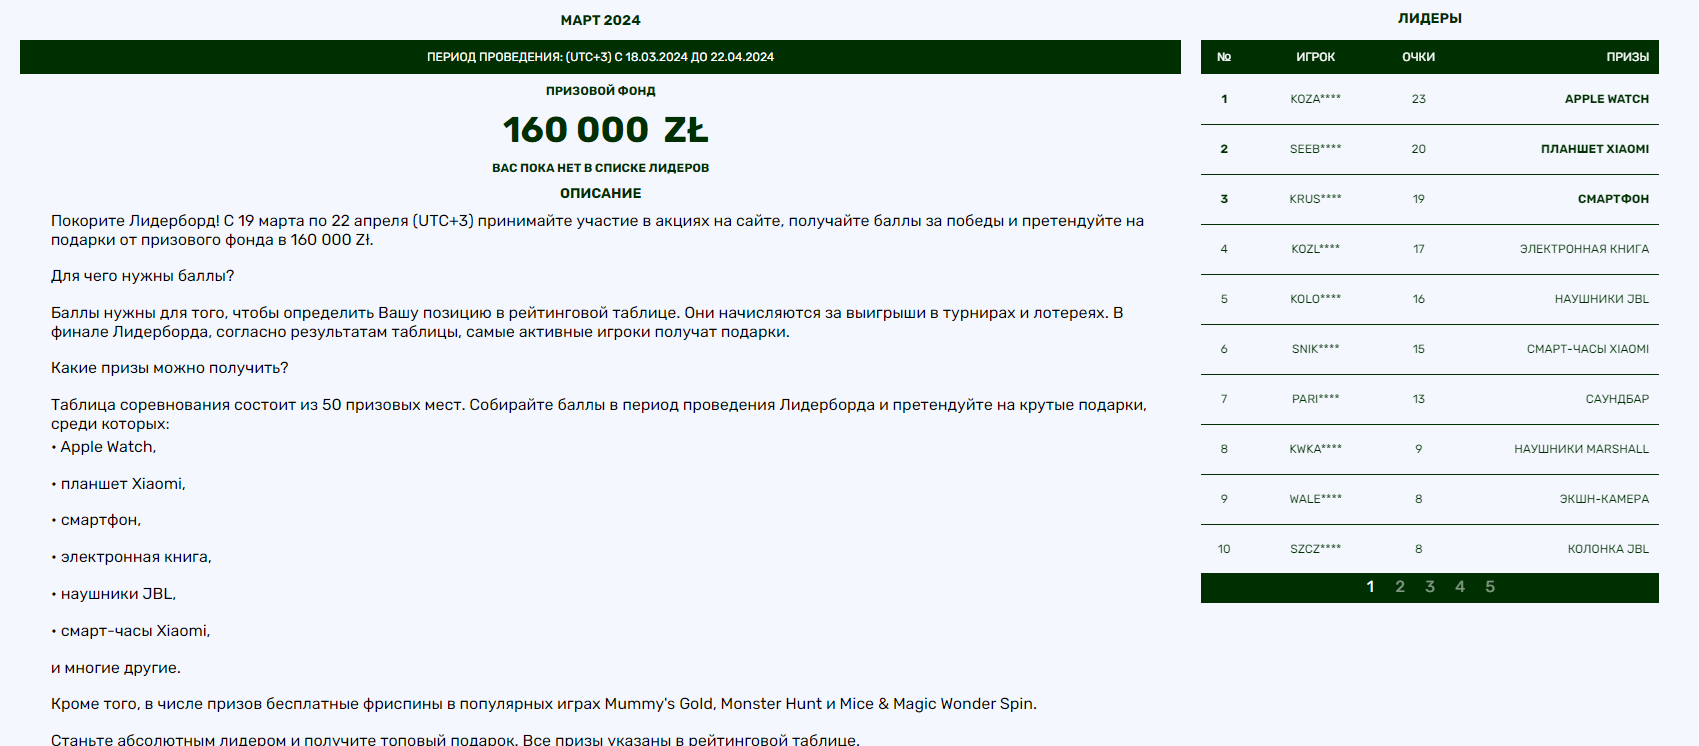 МАРТ 2024
ПЕРИОД ПРОВЕДЕНИЯ: (UTC+3) С 18.03.2024 ДО 22.04.2024
ПРИЗОВОЙ ФОНД
160 000 ZŁ
ВАС ПОКА НЕТ В СПИСКЕ ЛИДЕРОВ
ОПИСАНИЕ
Покорите Лидерборд! С 19 марта по 22 апреля (UTC+3) принимайте участие в акциях на сайте, получайте баллы за победы и претендуйте на
подарки от призового фонда в 160 000 Zł.
Для чего нужны баллы?
Баллы нужны для того, чтобы определить Вашу позицию в рейтинговой таблице. Они начисляются за выигрыши в турнирах и лотереях. В
финале Лидерборда, согласно результатам таблицы, самые активные игроки получат подарки.
Какие призы можно получить?
Таблица соревнования состоит из 50 призовых мест. Собирайте баллы в период проведения Лидерборда и претендуйте на крутые подарки,
среди которых:
• Apple Watch,
• планшет Xiaomi,
• смартфон,
• электронная книга,
• наушники JBL,
• смарт-часы Xiaomi,
и многие другие.
Кроме того, в числе призов бесплатные фриспины в популярных играх Mummy's Gold, Monster Hunt и Mice & Magic Wonder Spin.
Станьте абсолютным лидером и получите топовый подарок. Все призы указаны в рейтинговой таблице.
ЛИДЕРЫ
№ ИГРОК ОЧКИ ПРИЗЫ
1 KOZA**** 23 APPLE WATCH
2 SEEB**** 20 ПЛАНШЕТ XIAOMI
3 KRUS**** 19 СМАРТФОН
4 KOZL**** 17 ЭЛЕКТРОННАЯ КНИГА
5 KOLO**** 16 НАУШНИКИ JBL
6 SNIK**** 15 СМАРТ-ЧАСЫ XIAOMI
7 PARI**** 13 САУНДБАР
8 KWKA**** 9 НАУШНИКИ MARSHALL
9 WALE**** 8 ЭКШН-КАМЕРА
10 SZCZ**** 8 КОЛОНКА JBL
1 2 3 4 5